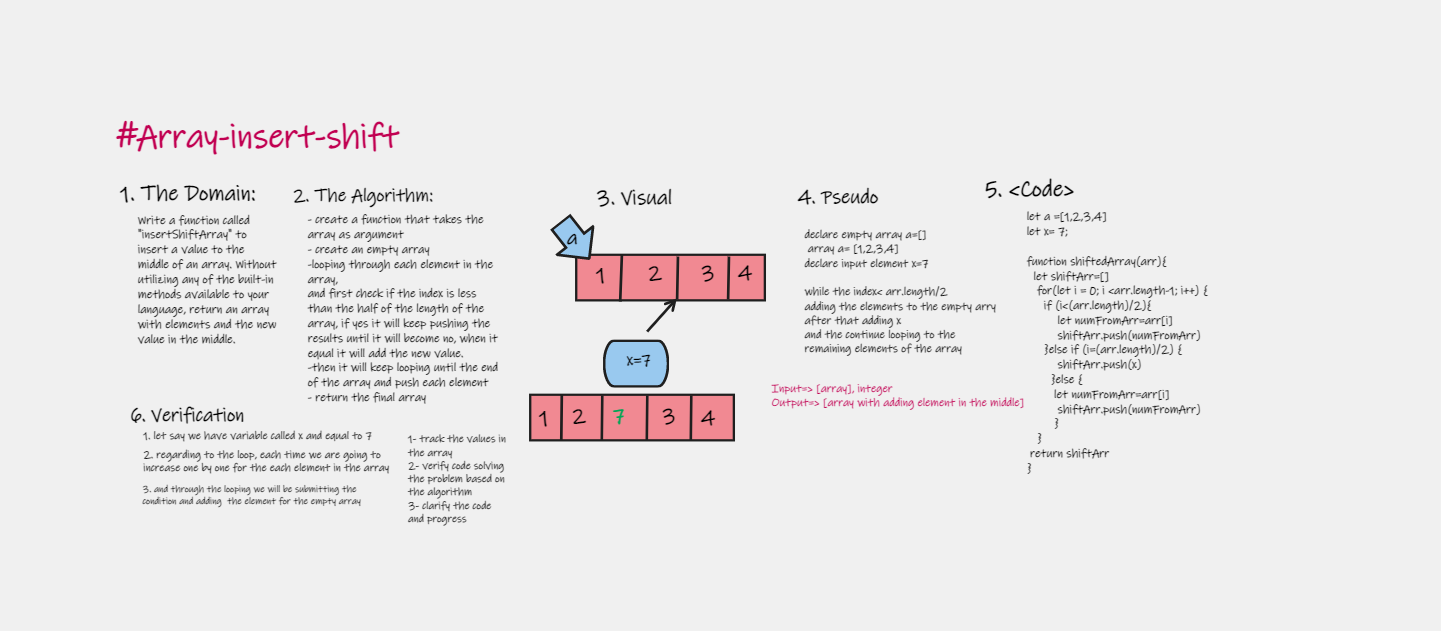 #Array-insert-shift
1. The Domain:
Write a function called
"insertShiftArray" to
insert a value to the
middle of an array. Without
utilizing any of the built-in
methods available to your
language, return an array
with elements and the new
value in the middle.
2. The Algorithm:
- create a function that takes the
array as argument
- create an empty array
-looping through each element in the
array,
and first check if the index is less
than the half of the length of the
array, if yes it will keep pushing the
results until it will become no, when it
equal it will add the new value.
-then it will keep looping until the end
of the array and push each element
- return the final array
3. Visual
a
1 2 3 4
x=7
1 2 7 3 4
4. Pseudo
declare empty array a=[]
array a= [1,2,3,4]
declare input element x=7
while the index< arr.length/2
adding the elements to the empty arry
after that adding x
and the continue looping to the
remaining elements of the array
Input=> [array], integer
Output=> [array with adding element in the middle]
5. <Code>
let a =[1,2,3,4]
let x= 7;
function shiftedArray(arr){
let shiftArr=[]
for(let i = 0; i <arr.length-1; i++) {
if (i<(arr.length)/2){
let numFromArr=arr[i]
shiftArr.push(numFromArr)
}else if (i=(arr.length)/2) {
shiftArr.push(x)
}else {
let numFromArr=arr[i]
shiftArr.push(numFromArr)
}
}
return shiftArr
}
6. Verification
1. let say we have variable called x and equal to 7
2. regarding to the loop, each time we are going to
increase one by one for the each element in the array
3. and through the looping we will be submitting the
condition and adding the element for the empty array
1- track the values in
the array
2- verify code solving
the problem based on
the algorithm
3- clarify the code
and progress